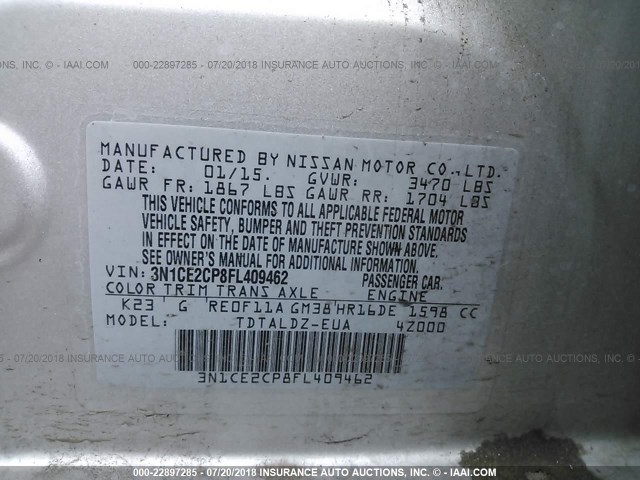 000-22897285 - 07/20/2018 - INSURANCE AUTO AUCTIONS, INC. - © IAAI.COM
MANUFACTURED BY NISSAN MOTOR CO., LTD.
DATE: 01/15. GVWR: 3470 LBS
GAWR FR: 1867 LBS GAWR RR: 1704 LBS
THIS VEHICLE CONFORMS TO ALL APPLICABLE FEDERAL MOTOR
VEHICLE SAFETY, BUMPER AND THEFT PREVENTION STANDARDS
IN EFFECT ON THE DATE OF MANUFACTURE SHOWN ABOVE.
SEE OWNER'S MANUAL FOR ADDITIONAL INFORMATION.
VIN: 3N1CE2CP8FL409462 PASSENGER CAR.
COLOR TRIM TRANS AXLE ENGINE
K23 G RE0F11A GM38 HR16DE 1598 CC
MODEL: TDTALDZ-EUA 4Z000
3N1CE2CP8FL409462
000-22897285 - 07/20/2018 - INSURANCE AUTO AUCTIONS, INC. - © IAAI.COM